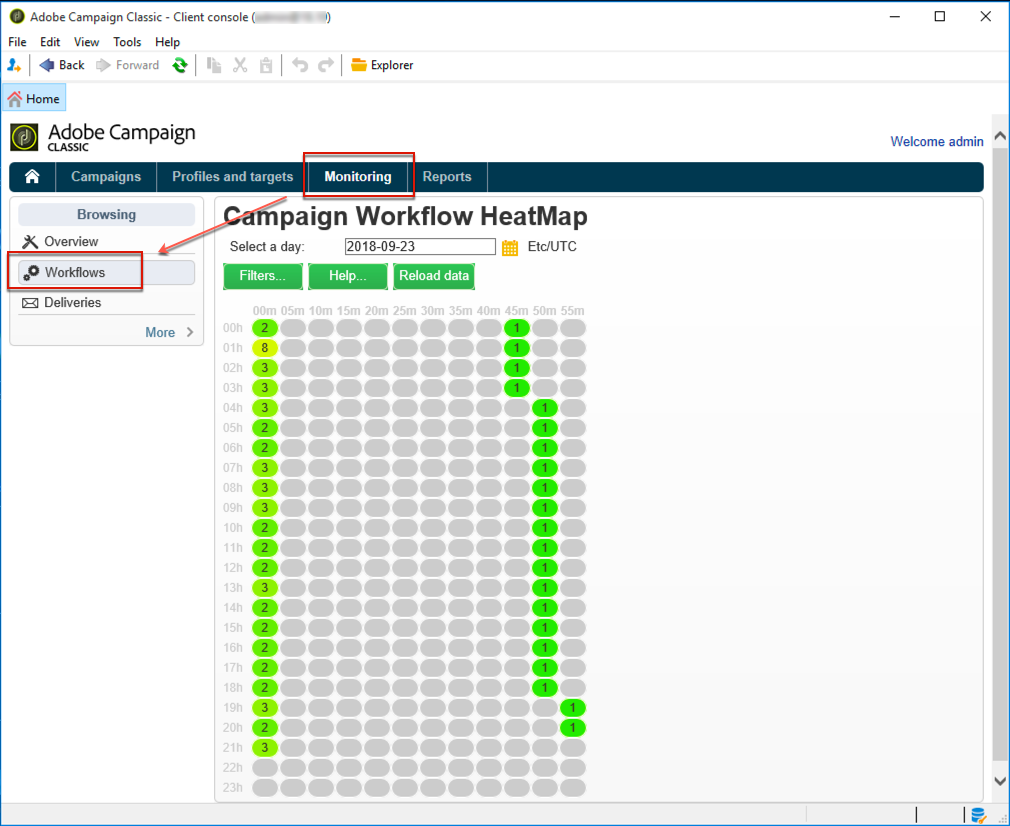 Adobe Campaign Classic - Client console ( )
File Edit View Tools Help
Back Forward Explorer
Home
Adobe Campaign
CLASSIC
Welcome admin
Campaigns Profiles and targets Monitoring Reports
Browsing
Overview
Workflows
Deliveries
More
Campaign Workflow HeatMap
Select a day: 2018-09-23 Etc/UTC
Filters... Help... Reload data
00m 05m 10m 15m 20m 25m 30m 35m 40m 45m 50m 55m
00h 2 1
01h 8 1
02h 3 1
03h 3 1
04h 3 1
05h 2 1
06h 2 1
07h 3 1
08h 3 1
09h 3 1
10h 2 1
11h 2 1
12h 2 1
13h 3 1
14h 2 1
15h 2 1
16h 2 1
17h 2 1
18h 2 1
19h 3 1
20h 2 1
21h 3
22h
23h